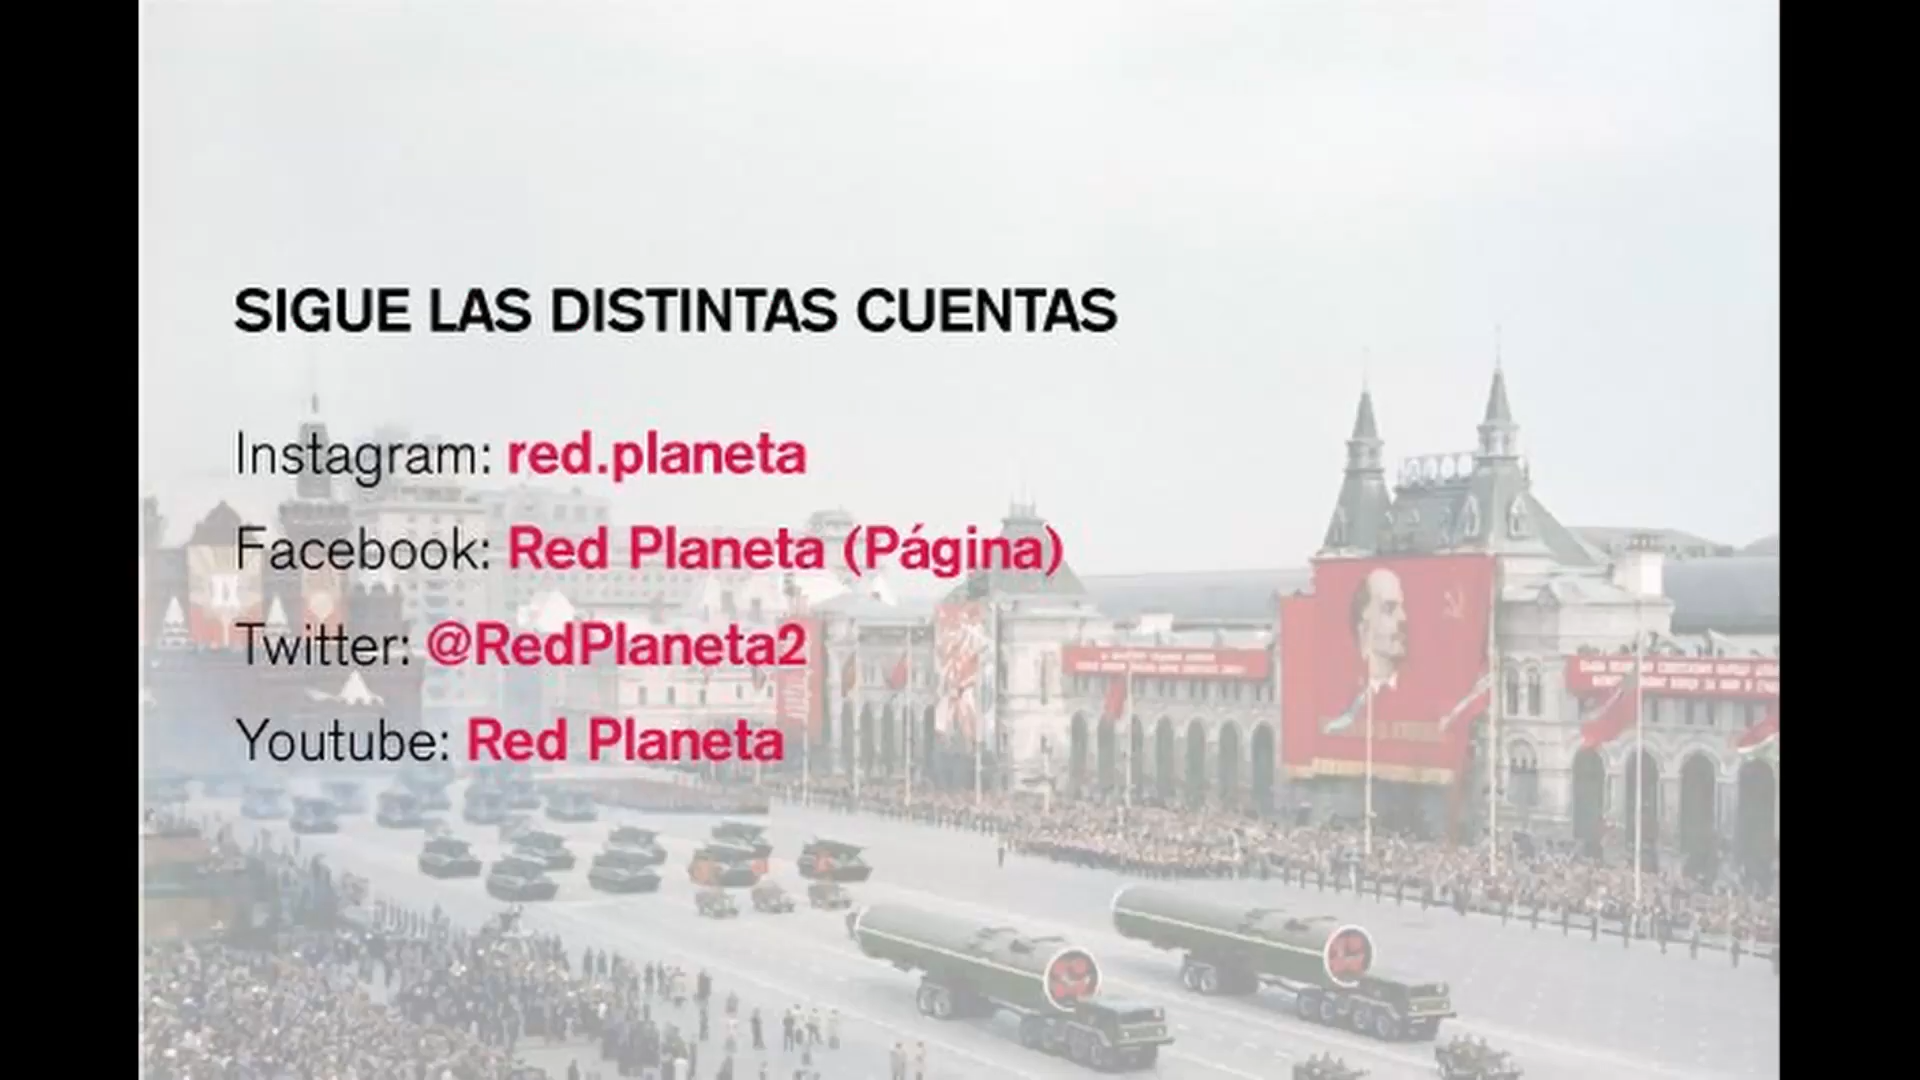 SIGUE LAS DISTINTAS CUENTAS
Instagram: red.planeta
Facebook: Red Planeta (Página)
Twitter: @RedPlaneta2
Youtube: Red Planeta